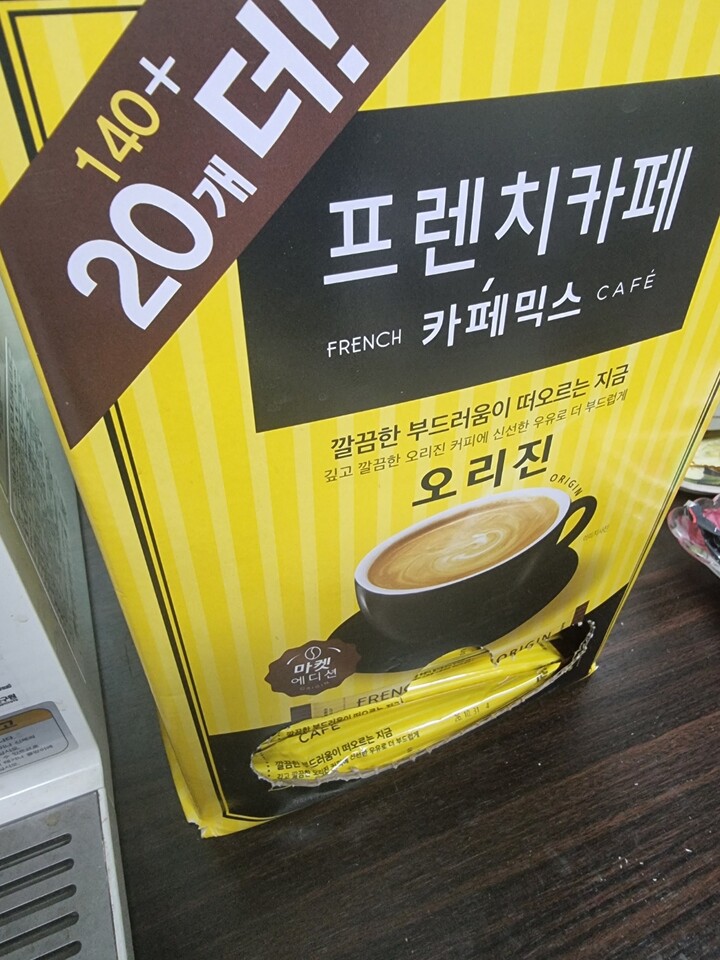 140+
20개 더!
프렌치카페
FRENCH 카페믹스 CAFÉ
깔끔한 부드러움이 떠오르는 지금
깊고 깔끔한 오리진 커피에 신선한 우유로 더 부드럽게
오리진
ORIGIN
마켓
에디션
ORIGIN
FRENC
CAFE
깔끔한 부드러움이 떠오르는 지금